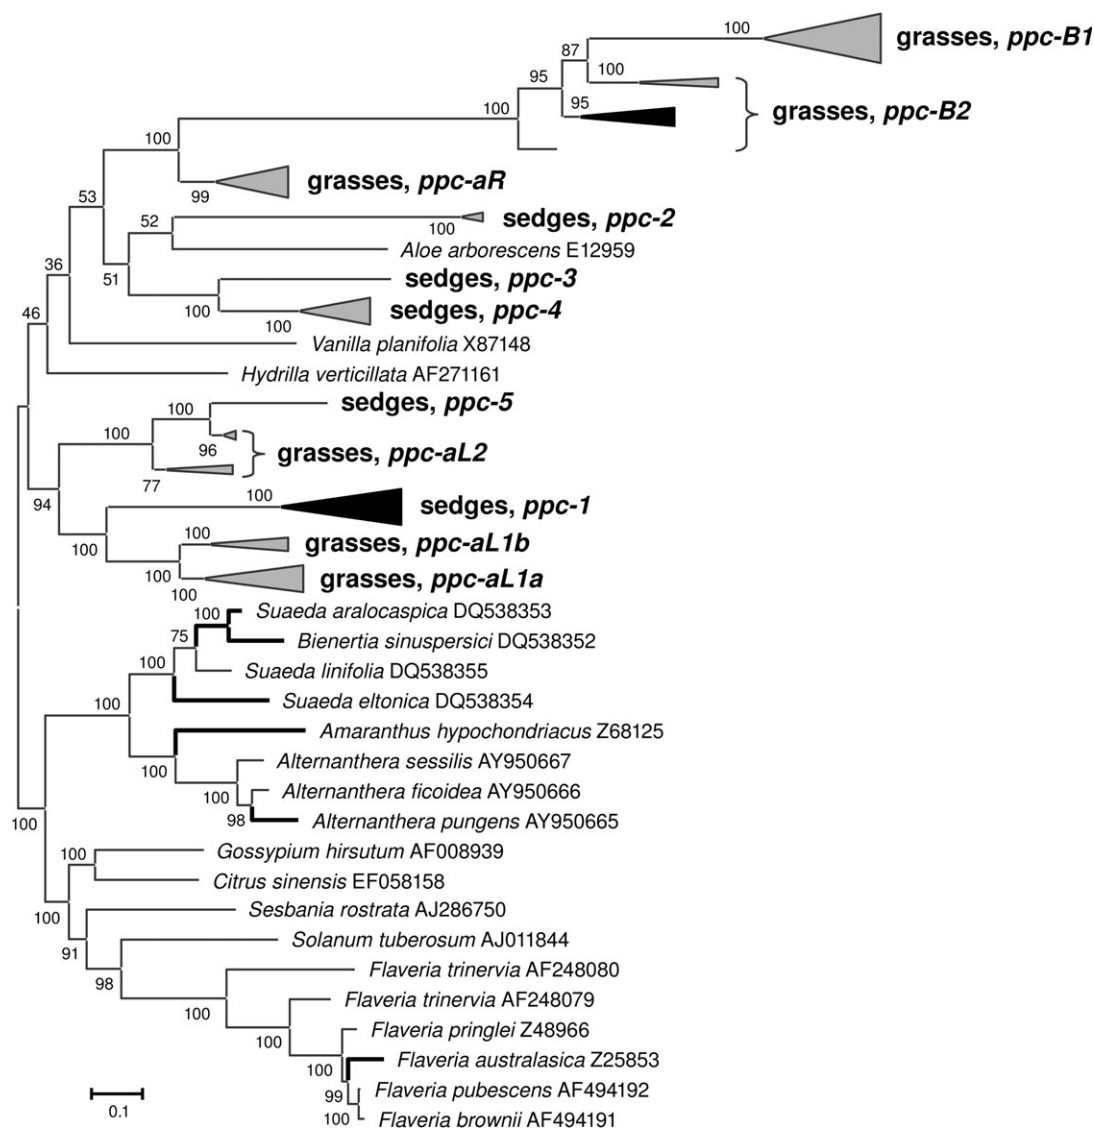 100
grasses, ppc-B1
87
100
95
95
grasses, ppc-B2
100
100
99
grasses, ppc-aR
53
52
100
sedges, ppc-2
Aloe arborescens E12959
51
36
sedges, ppc-3
100
100
sedges, ppc-4
46
Vanilla planifolia X87148
Hydrilla verticillata AF271161
100
sedges, ppc-5
100
96
grasses, ppc-aL2
77
94
100
sedges, ppc-1
100
100
grasses, ppc-aL1b
100
100
grasses, ppc-aL1a
100
Suaeda aralocaspica DQ538353
75
Bienertia sinuspersici DQ538352
100
Suaeda linifolia DQ538355
100
Suaeda eltonica DQ538354
Amaranthus hypochondriacus Z68125
100
Alternanthera sessilis AY950667
100
Alternanthera ficoidea AY950666
98
Alternanthera pungens AY950665
100
100
Gossypium hirsutum AF008939
Citrus sinensis EF058158
100
Sesbania rostrata AJ286750
91
Solanum tuberosum AJ011844
98
Flaveria trinervia AF248080
100
Flaveria trinervia AF248079
100
Flaveria pringlei Z48966
100
Flaveria australasica Z25853
99
Flaveria pubescens AF494192
100
Flaveria brownii AF494191
0.1